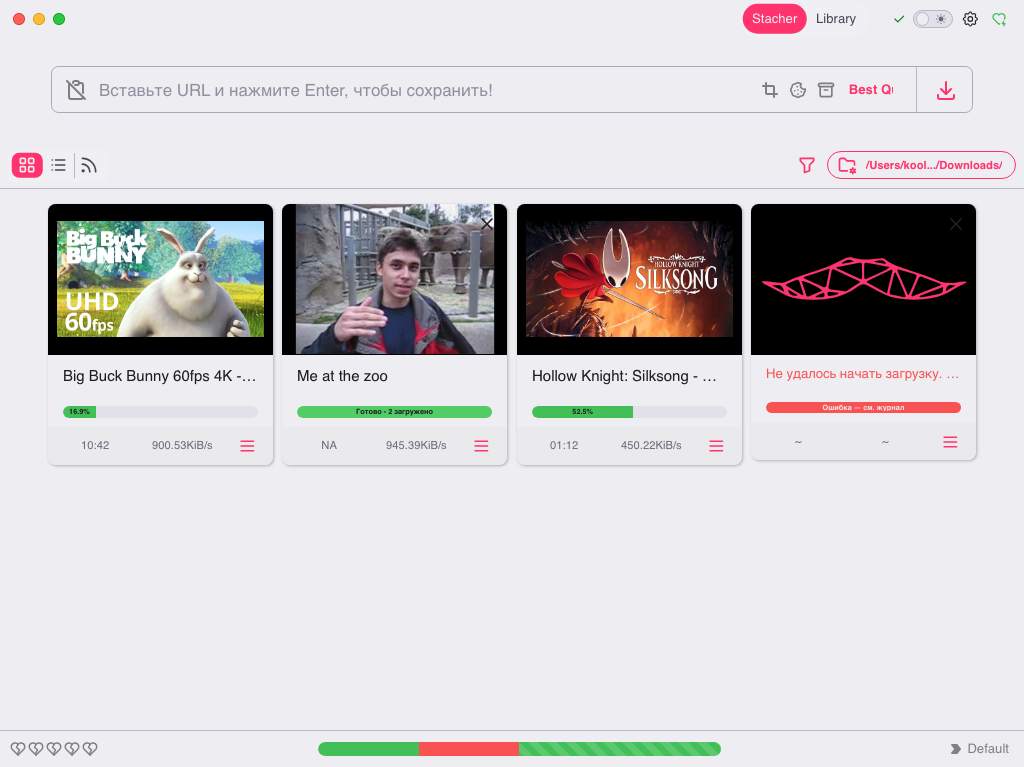 Stacher Library
Вставьте URL и нажмите Enter, чтобы сохранить!
Best Q
/Users/kool.../Downloads/
Big Buck
BUNNY
UHD
60fps
HOLLOW KNIGHT
SILKSONG
Big Buck Bunny 60fps 4K -...
Me at the zoo
Hollow Knight: Silksong - ...
Не удалось начать загрузку. ...
16.9%
Готово - 2 загружено
52.5%
Ошибка — см. журнал
10:42 900.53KiB/s
NA 945.39KiB/s
01:12 450.22KiB/s
~ ~
Default